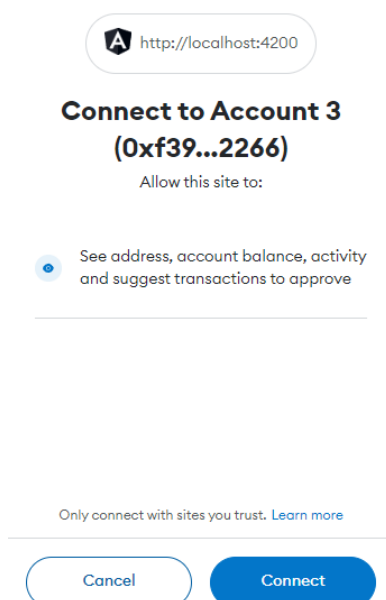 http://localhost:4200
Connect to Account 3
(0xf39...2266)
Allow this site to:
See address, account balance, activity
and suggest transactions to approve
Only connect with sites you trust. Learn more
Cancel
Connect